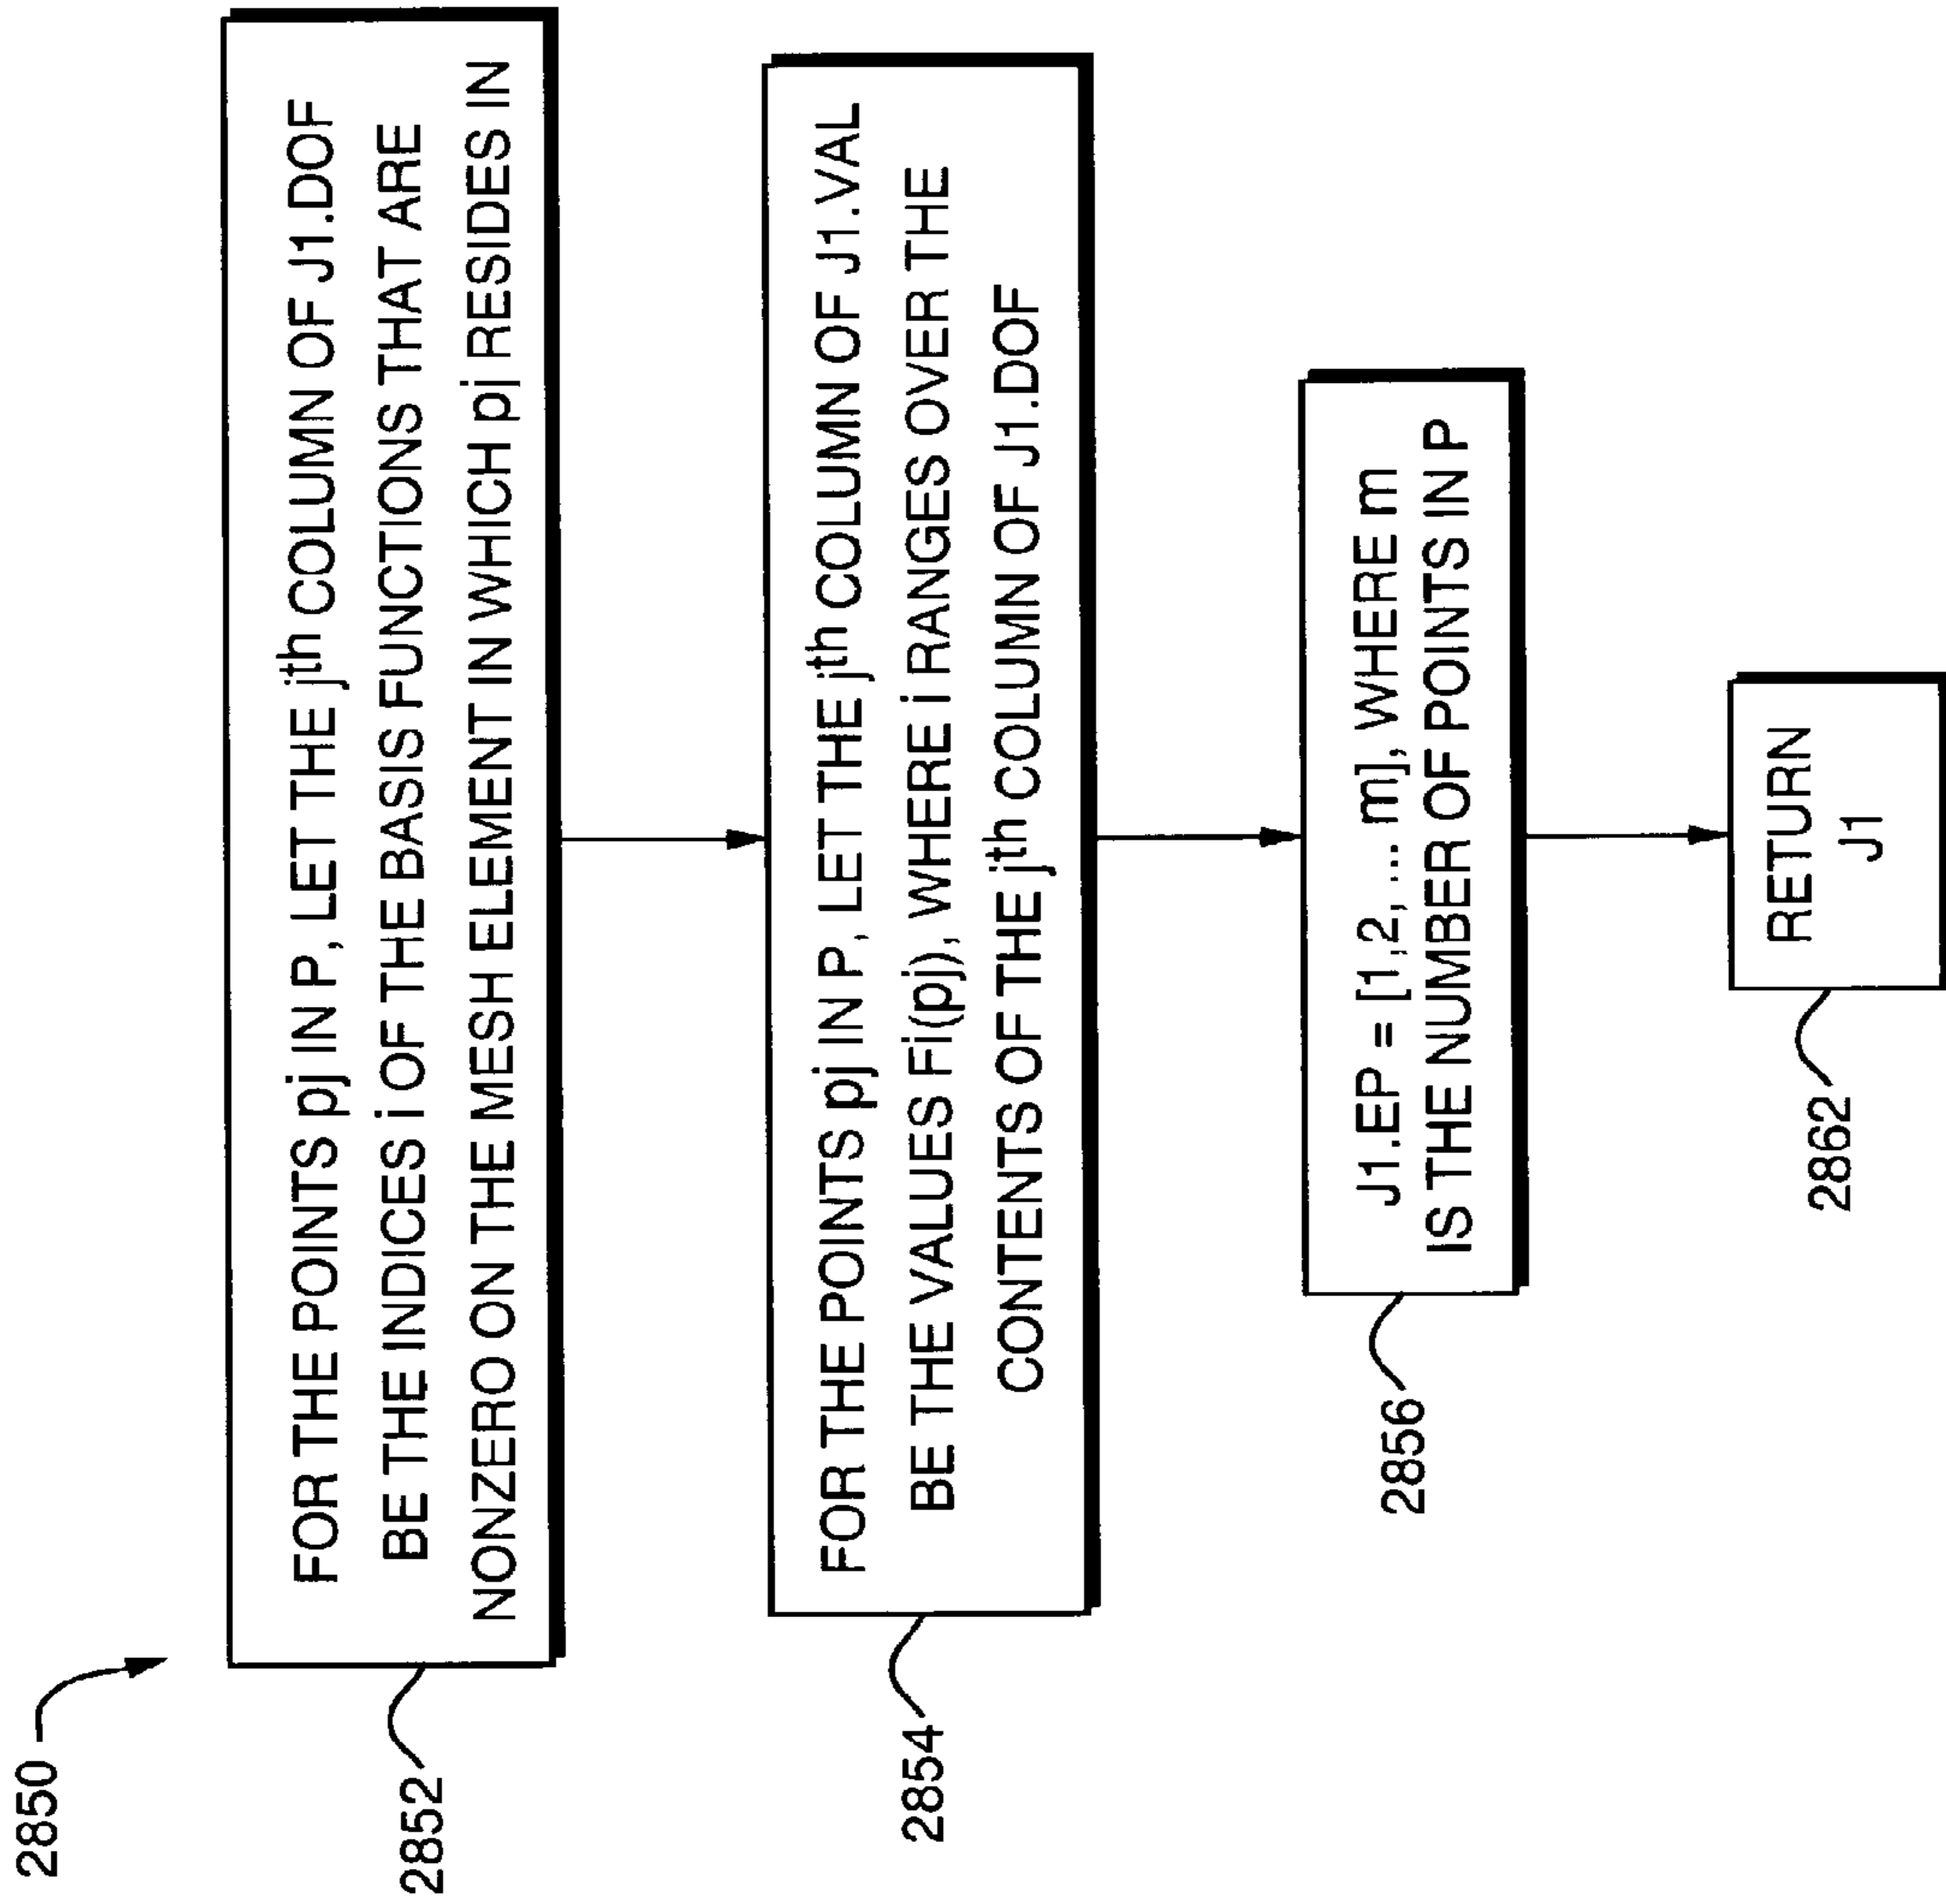 2850
2852
FOR THE POINTS pj IN P, LET THE jth COLUMN OF J1.DOF
BE THE INDICES i OF THE BASIS FUNCTIONS THAT ARE
NONZERO ON THE MESH ELEMENT IN WHICH pj RESIDES IN
2854
FOR THE POINTS pj IN P, LET THE jth COLUMN OF J1.VAL
BE THE VALUES Fi(pj), WHERE i RANGES OVER THE
CONTENTS OF THE jth COLUMN OF J1.DOF
2856
J1.EP = [1,2,... m], WHERE m
IS THE NUMBER OF POINTS IN P
2862
RETURN
J1